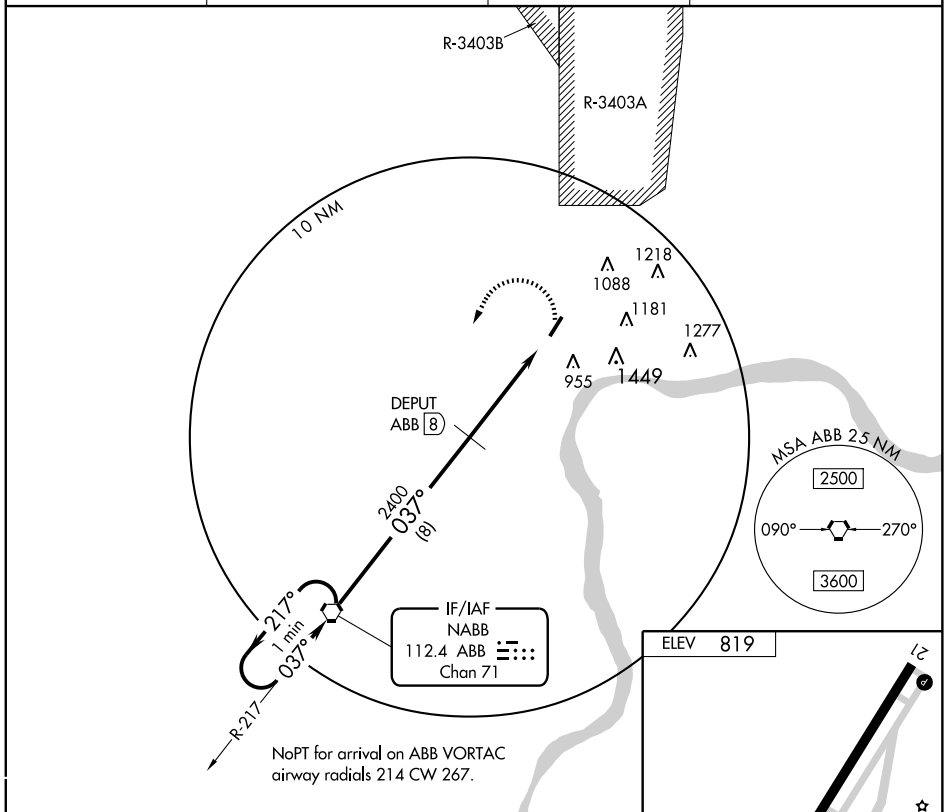 R-3403B
R-3403A
10 NM
1218
1088
1181
1277
955
1449
DEPUT
ABB 8
MSA ABB 25 NM
2500
090°
270°
3600
2400
037°
(8)
217°
1 min
037°
IF/IAF
NABB
112.4 ABB
Chan 71
R-217
NoPT for arrival on ABB VORTAC
airway radials 214 CW 267.
ELEV 819
21
P